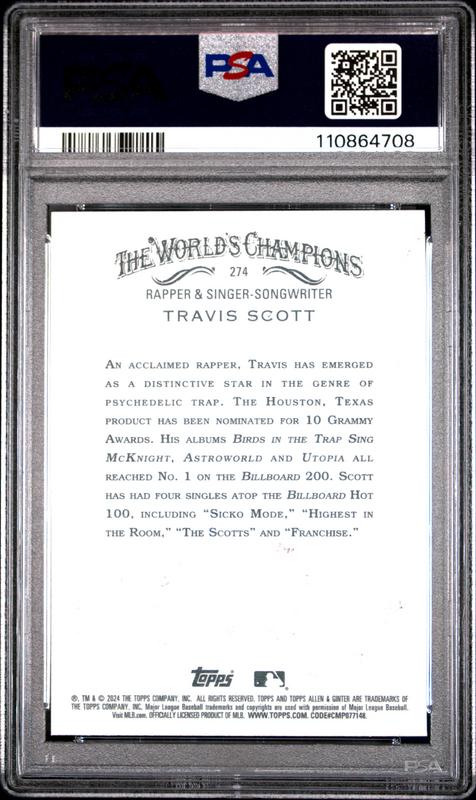 PSA
PSA
110864708
THE WORLD'S CHAMPIONS
274
RAPPER & SINGER-SONGWRITER
TRAVIS SCOTT
AN ACCLAIMED RAPPER, TRAVIS HAS EMERGED
AS A DISTINCTIVE STAR IN THE GENRE OF
PSYCHEDELIC TRAP. THE HOUSTON, TEXAS
PRODUCT HAS BEEN NOMINATED FOR 10 GRAMMY
AWARDS. HIS ALBUMS BIRDS IN THE TRAP SING
MCKNIGHT, ASTROWORLD AND UTOPIA ALL
REACHED NO. 1 ON THE BILLBOARD 200. SCOTT
HAS HAD FOUR SINGLES ATOP THE BILLBOARD HOT
100, INCLUDING “SICKO MODE,” “HIGHEST IN
THE ROOM,” “THE SCOTTS” AND “FRANCHISE.”
Topps
®, TM & © 2024 THE TOPPS COMPANY, INC. ALL RIGHTS RESERVED. TOPPS AND TOPPS ALLEN & GINTER ARE TRADEMARKS OF
THE TOPPS COMPANY, INC. Major League Baseball trademarks and copyrights are used with permission of Major League Baseball.
Visit MLB.com. OFFICIALLY LICENSED PRODUCT OF MLB. WWW.TOPPS.COM. CODE#CMP077148.
PSA